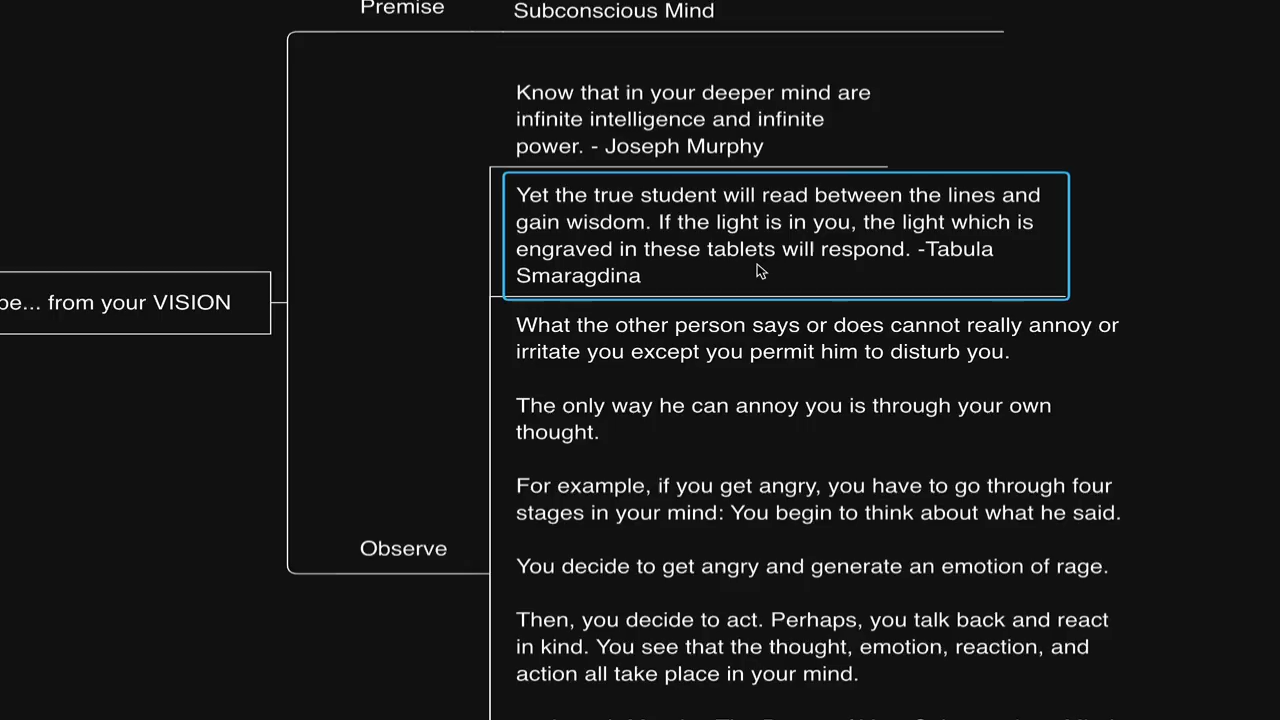 Premise
Subconscious Mind
Know that in your deeper mind are
infinite intelligence and infinite
power. - Joseph Murphy
Yet the true student will read between the lines and
gain wisdom. If the light is in you, the light which is
engraved in these tablets will respond. -Tabula
Smaragdina
be... from your VISION
What the other person says or does cannot really annoy or
irritate you except you permit him to disturb you.
The only way he can annoy you is through your own
thought.
For example, if you get angry, you have to go through four
stages in your mind: You begin to think about what he said.
Observe
You decide to get angry and generate an emotion of rage.
Then, you decide to act. Perhaps, you talk back and react
in kind. You see that the thought, emotion, reaction, and
action all take place in your mind.